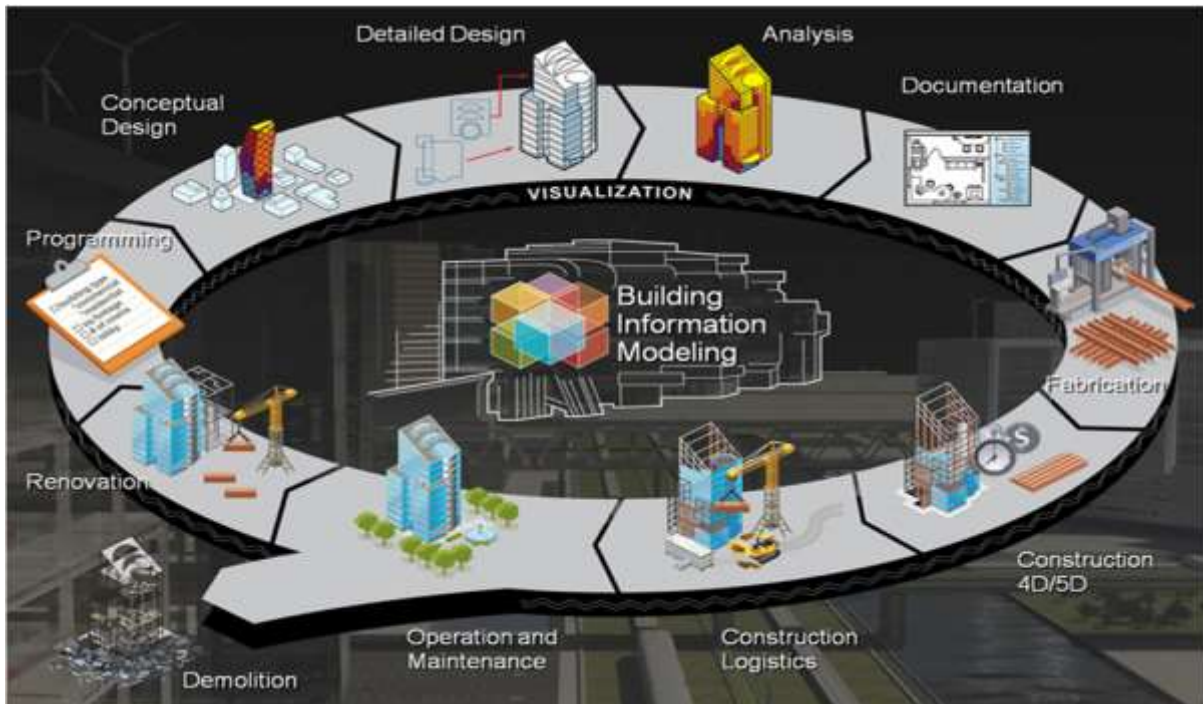 Detailed Design
Analysis
Conceptual
Design
Documentation
VISUALIZATION
Programming
Building
Information
Modeling
Fabrication
Renovation
Construction
4D/5D
Operation and
Maintenance
Construction
Logistics
Demolition
$